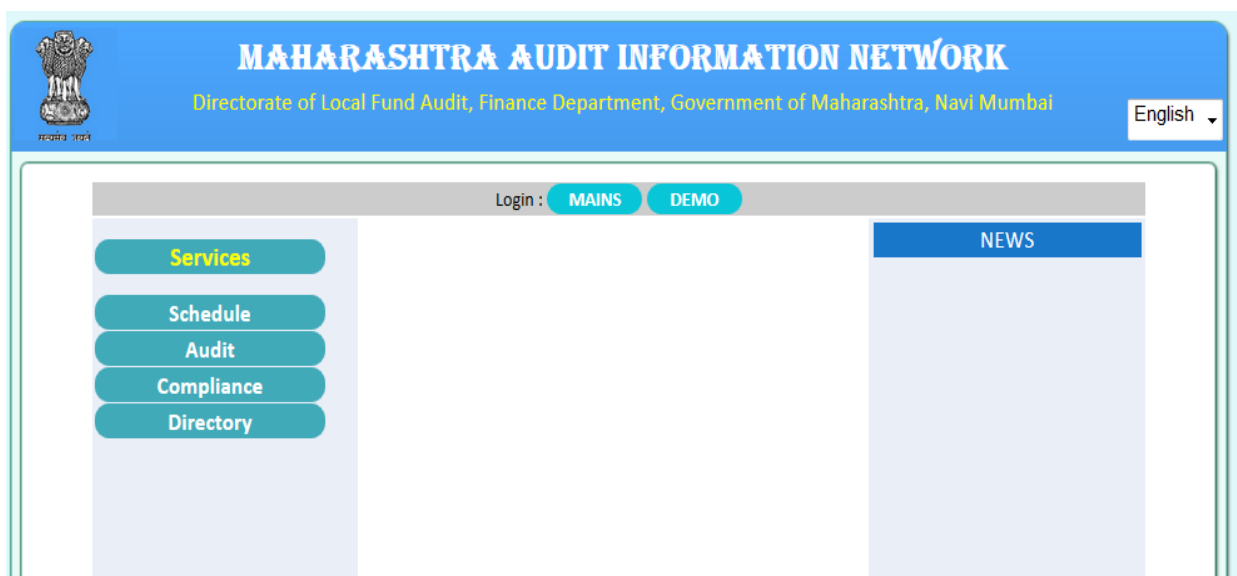 MAHARASHTRA AUDIT INFORMATION NETWORK
Directorate of Local Fund Audit, Finance Department, Government of Maharashtra, Navi Mumbai
English
Login : MAINS DEMO
Services
Schedule
Audit
Compliance
Directory
NEWS